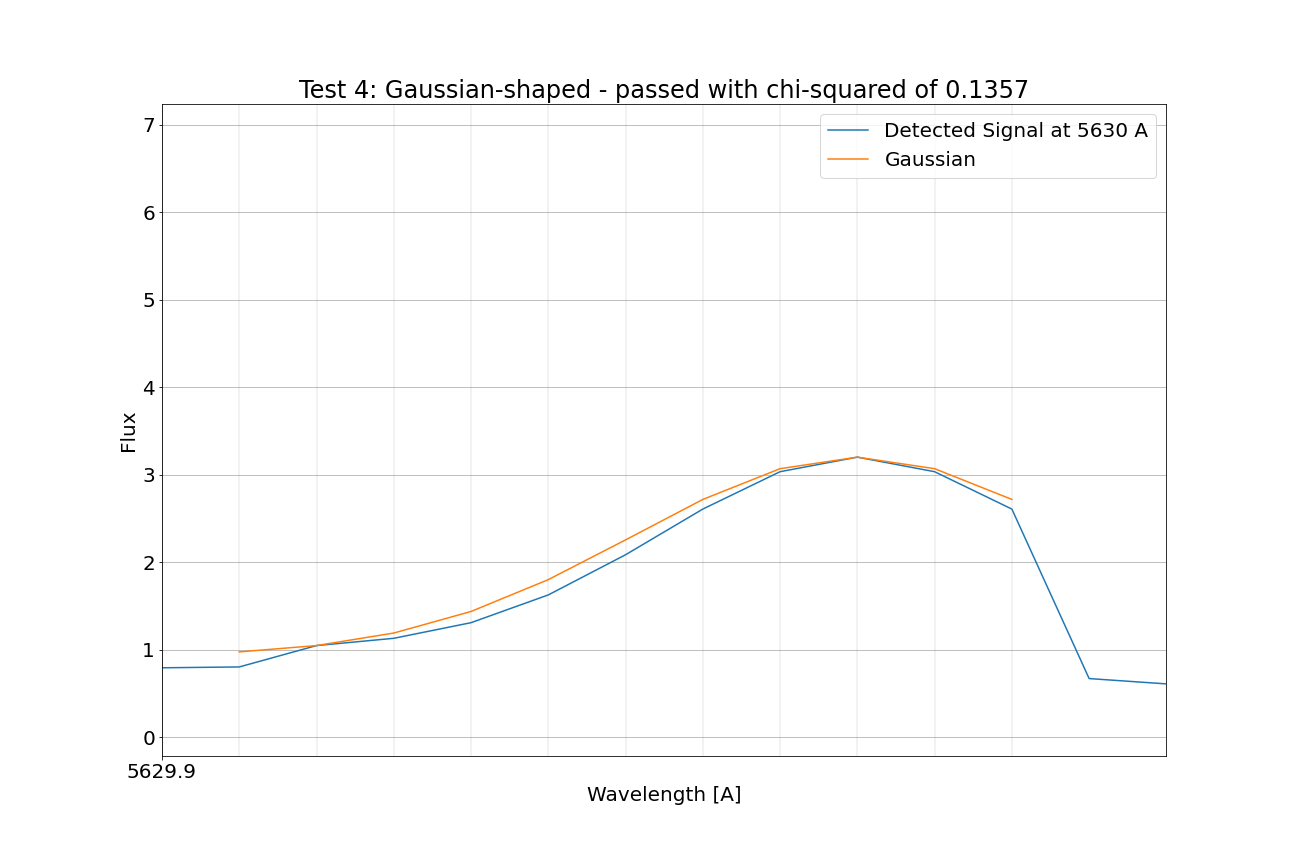 Test 4: Gaussian-shaped - passed with chi-squared of 0.1357
Detected Signal at 5630 A
Gaussian
7
6
5
4
3
2
1
0
Flux
5629.9
Wavelength [A]